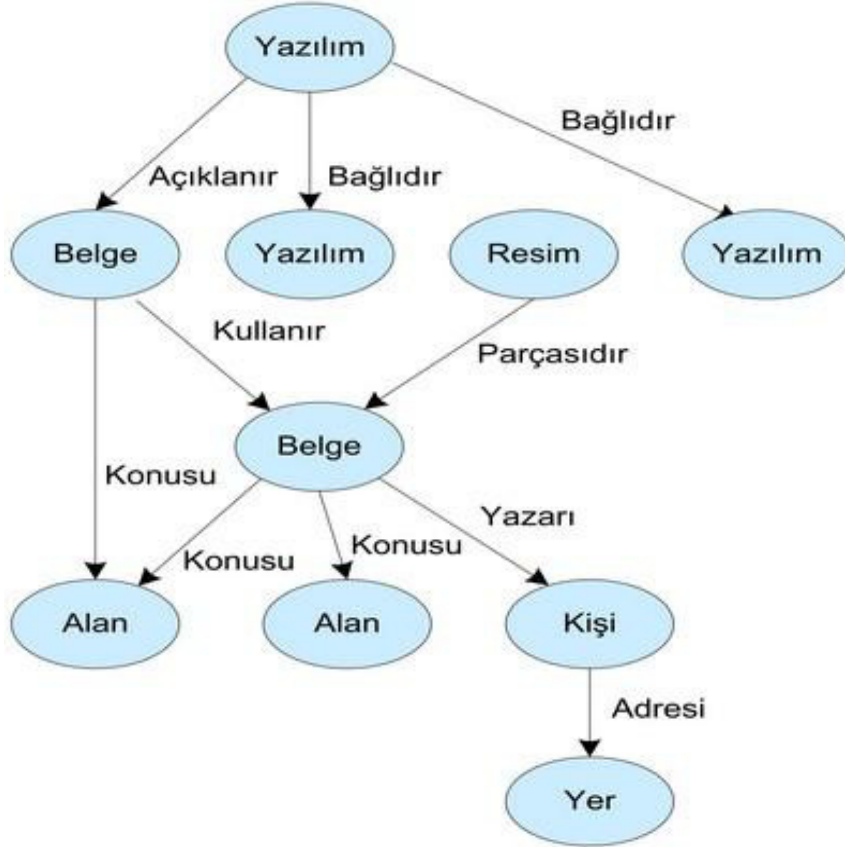 Yazılım
Bağlıdır
Açıklanır
Bağlıdır
Belge
Yazılım
Resim
Yazılım
Kullanır
Parçasıdır
Belge
Konusu
Yazarı
Konusu
Konusu
Alan
Alan
Kişi
Adresi
Yer